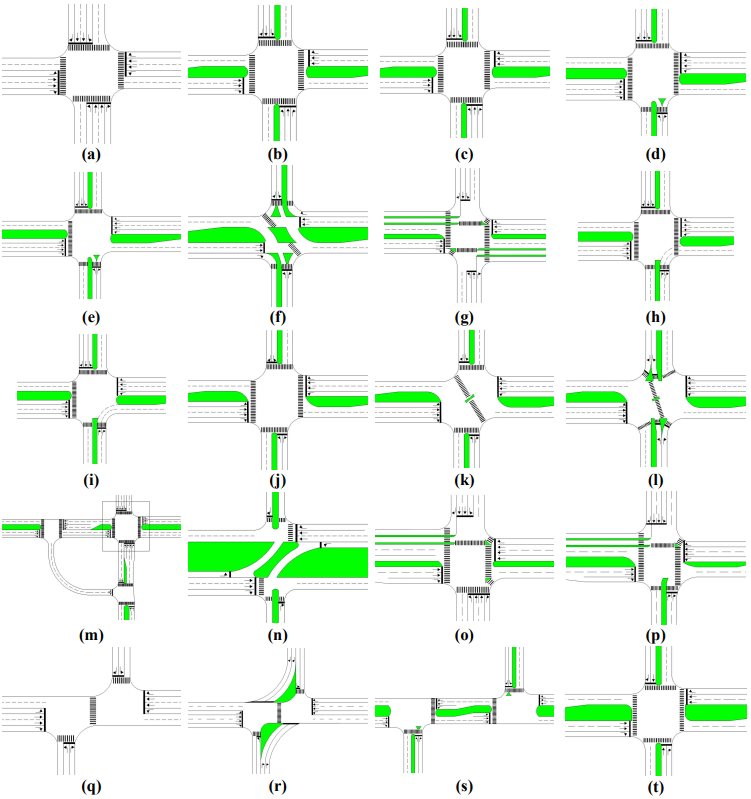 (a) (b) (c) (d)
(e) (f) (g) (h)
(i) (j) (k) (l)
(m) (n) (o) (p)
(q) (r) (s) (t)